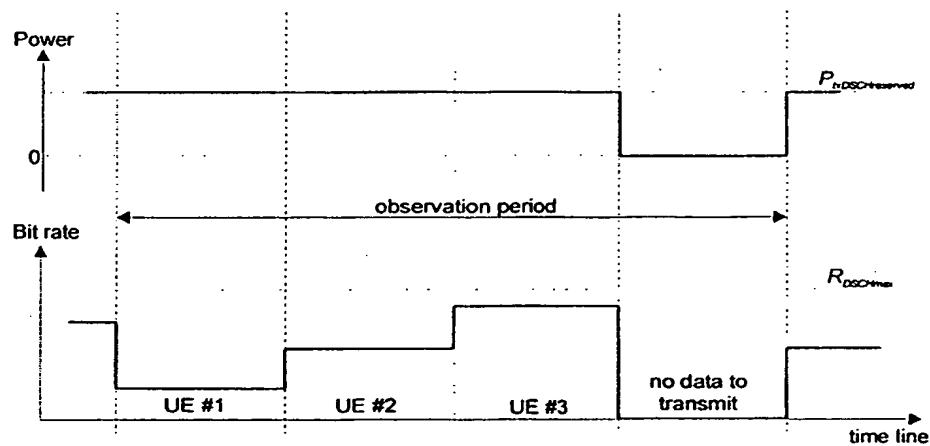 Power
P_txDSCHreserved
0
observation period
Bit rate
R_DSCHmax
UE #1
UE #2
UE #3
no data to
transmit
time line